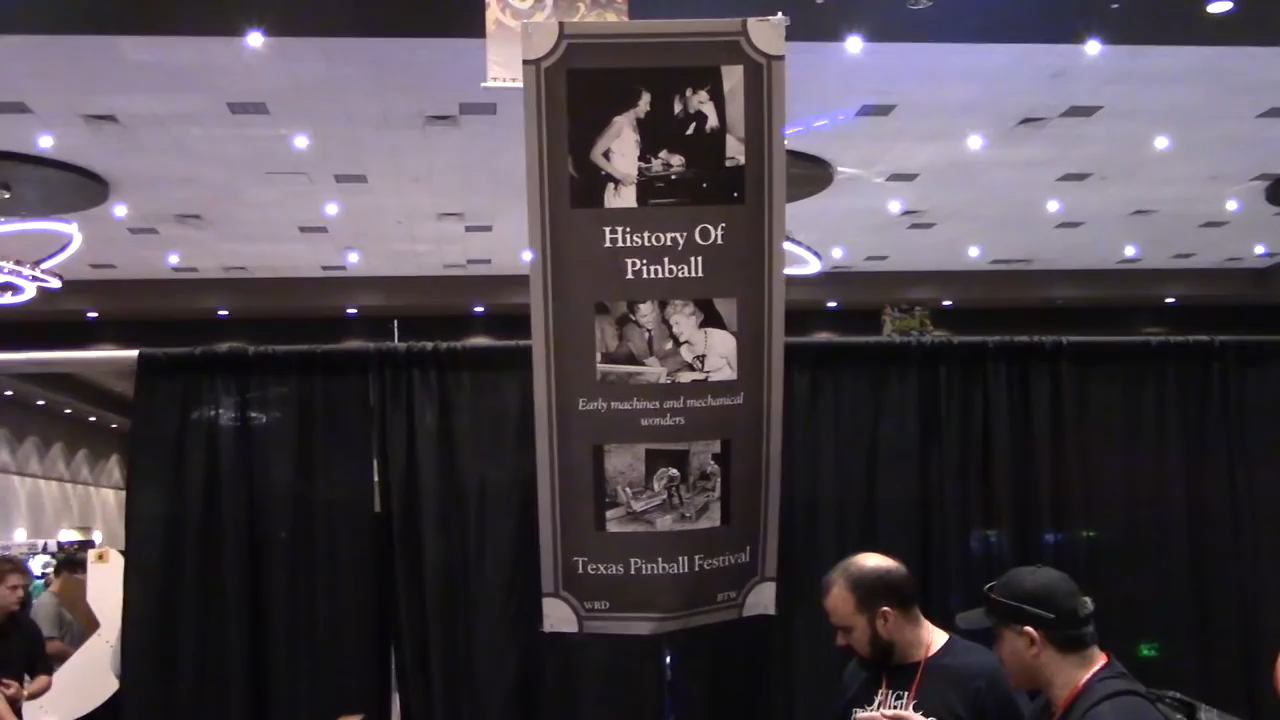 History Of
Pinball
Early machines and mechanical
wonders
Texas Pinball Festival
WRD BTW